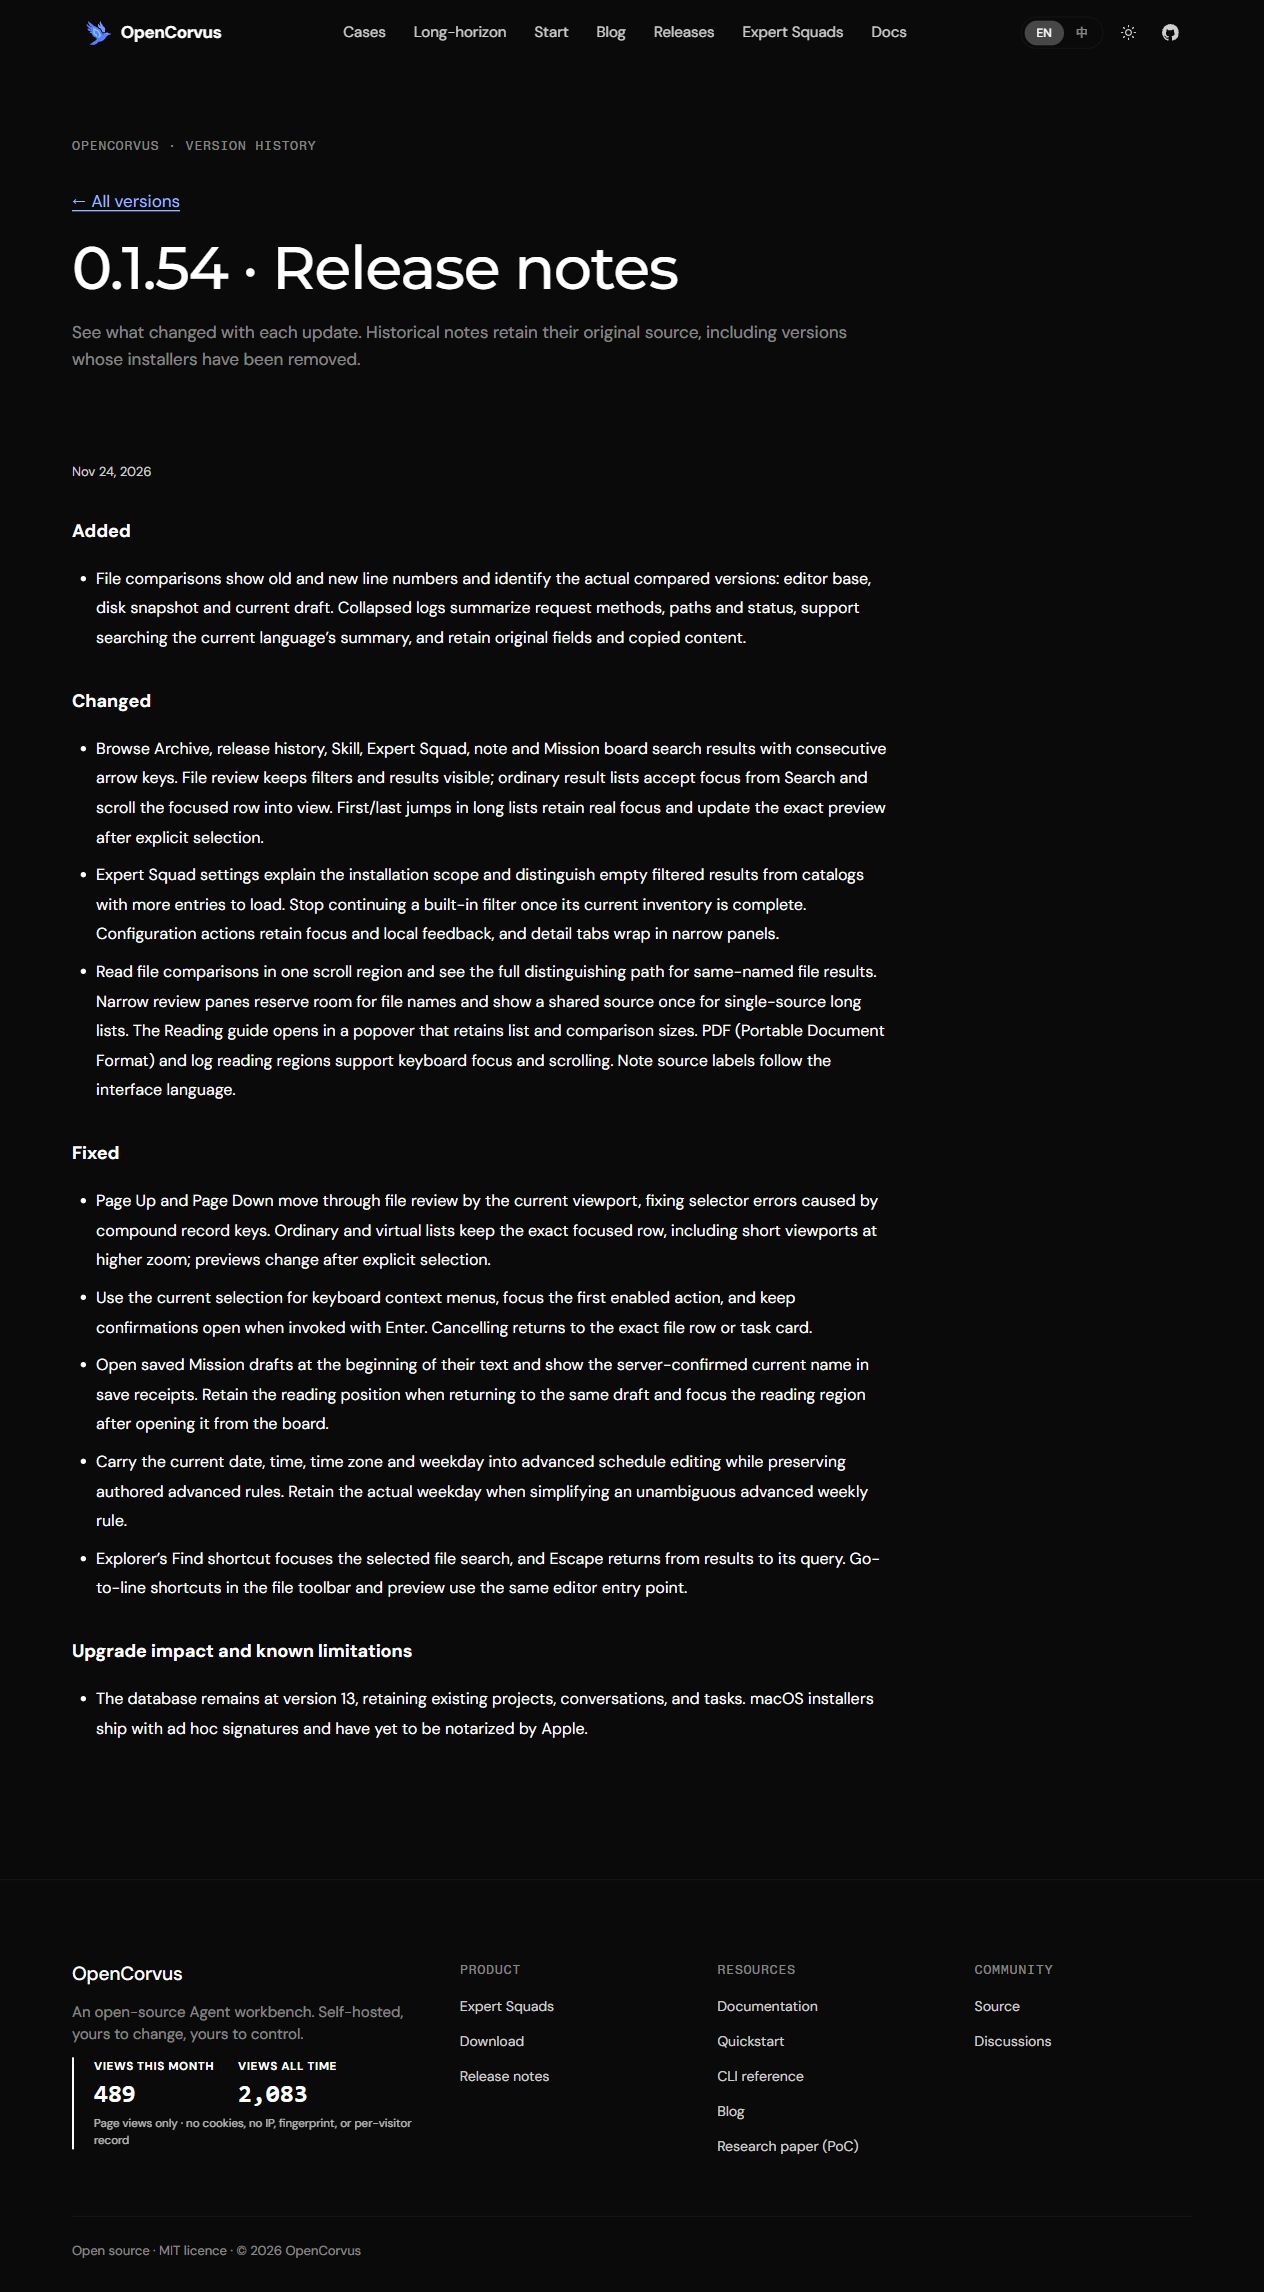 OpenCorvus
Cases
Long-horizon
Start
Blog
Releases
Expert Squads
Docs
EN
中
OPENCORVUS · VERSION HISTORY
← All versions
0.1.54 · Release notes
See what changed with each update. Historical notes retain their original source, including versions
whose installers have been removed.
Nov 24, 2026
Added
• File comparisons show old and new line numbers and identify the actual compared versions: editor base,
disk snapshot and current draft. Collapsed logs summarize request methods, paths and status, support
searching the current language’s summary, and retain original fields and copied content.
Changed
• Browse Archive, release history, Skill, Expert Squad, note and Mission board search results with consecutive
arrow keys. File review keeps filters and results visible; ordinary result lists accept focus from Search and
scroll the focused row into view. First/last jumps in long lists retain real focus and update the exact preview
after explicit selection.
• Expert Squad settings explain the installation scope and distinguish empty filtered results from catalogs
with more entries to load. Stop continuing a built-in filter once its current inventory is complete.
Configuration actions retain focus and local feedback, and detail tabs wrap in narrow panels.
• Read file comparisons in one scroll region and see the full distinguishing path for same-named file results.
Narrow review panes reserve room for file names and show a shared source once for single-source long
lists. The Reading guide opens in a popover that retains list and comparison sizes. PDF (Portable Document
Format) and log reading regions support keyboard focus and scrolling. Note source labels follow the
interface language.
Fixed
• Page Up and Page Down move through file review by the current viewport, fixing selector errors caused by
compound record keys. Ordinary and virtual lists keep the exact focused row, including short viewports at
higher zoom; previews change after explicit selection.
• Use the current selection for keyboard context menus, focus the first enabled action, and keep
confirmations open when invoked with Enter. Cancelling returns to the exact file row or task card.
• Open saved Mission drafts at the beginning of their text and show the server-confirmed current name in
save receipts. Retain the reading position when returning to the same draft and focus the reading region
after opening it from the board.
• Carry the current date, time, time zone and weekday into advanced schedule editing while preserving
authored advanced rules. Retain the actual weekday when simplifying an unambiguous advanced weekly
rule.
• Explorer’s Find shortcut focuses the selected file search, and Escape returns from results to its query. Go-
to-line shortcuts in the file toolbar and preview use the same editor entry point.
Upgrade impact and known limitations
• The database remains at version 13, retaining existing projects, conversations, and tasks. macOS installers
ship with ad hoc signatures and have yet to be notarized by Apple.
OpenCorvus
An open-source Agent workbench. Self-hosted,
yours to change, yours to control.
VIEWS THIS MONTH
489
VIEWS ALL TIME
2,083
Page views only · no cookies, no IP, fingerprint, or per-visitor
record
PRODUCT
Expert Squads
Download
Release notes
RESOURCES
Documentation
Quickstart
CLI reference
Blog
Research paper (PoC)
COMMUNITY
Source
Discussions
Open source · MIT licence · © 2026 OpenCorvus